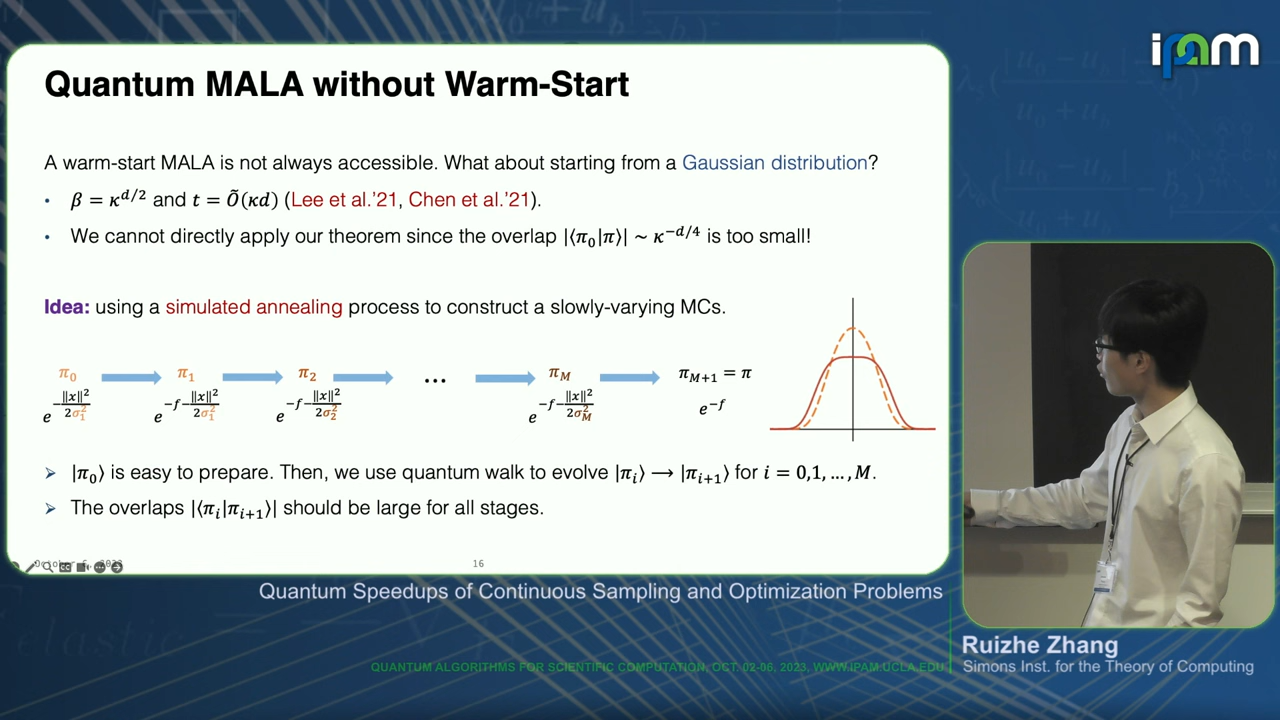 ipam
Quantum MALA without Warm-Start
A warm-start MALA is not always accessible. What about starting from a Gaussian distribution?
• β = κ^{d/2} and t = Õ(κd) (Lee et al.'21, Chen et al.'21).
• We cannot directly apply our theorem since the overlap |⟨π₀|π⟩| ~ κ^{-d/4} is too small!
Idea: using a simulated annealing process to construct a slowly-varying MCs.
π₀ π₁ π₂ … π_M π_{M+1} = π
e^{-‖x‖²/2σ₁²} e^{-f-‖x‖²/2σ₁²} e^{-f-‖x‖²/2σ₂²} e^{-f-‖x‖²/2σ_M²} e^{-f}
➢ |π₀⟩ is easy to prepare. Then, we use quantum walk to evolve |π_i⟩ ⟶ |π_{i+1}⟩ for i = 0,1, …, M.
➢ The overlaps |⟨π_i|π_{i+1}⟩| should be large for all stages.
16
Quantum Speedups of Continuous Sampling and Optimization Problems
Ruizhe Zhang
Simons Inst. for the Theory of Computing
QUANTUM ALGORITHMS FOR SCIENTIFIC COMPUTATION, OCT. 02-06, 2023, WWW.IPAM.UCLA.EDU